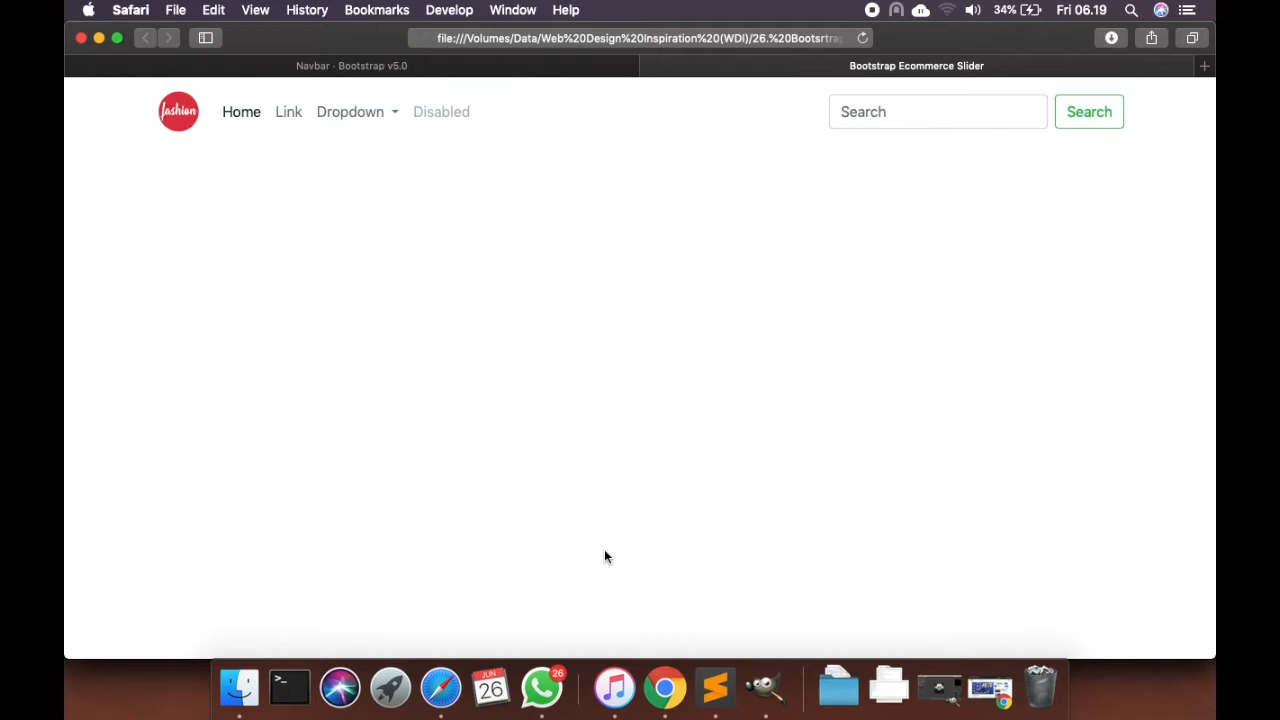 Safari File Edit View History Bookmarks Develop Window Help 34% Fri 06.19
file:///Volumes/Data/Web%20Design%20Inspiration%20(WDI)/26.%20Bootsrtra
Navbar · Bootstrap v5.0 Bootstrap Ecommerce Slider
fashion Home Link Dropdown Disabled Search Search
JUN 26 26